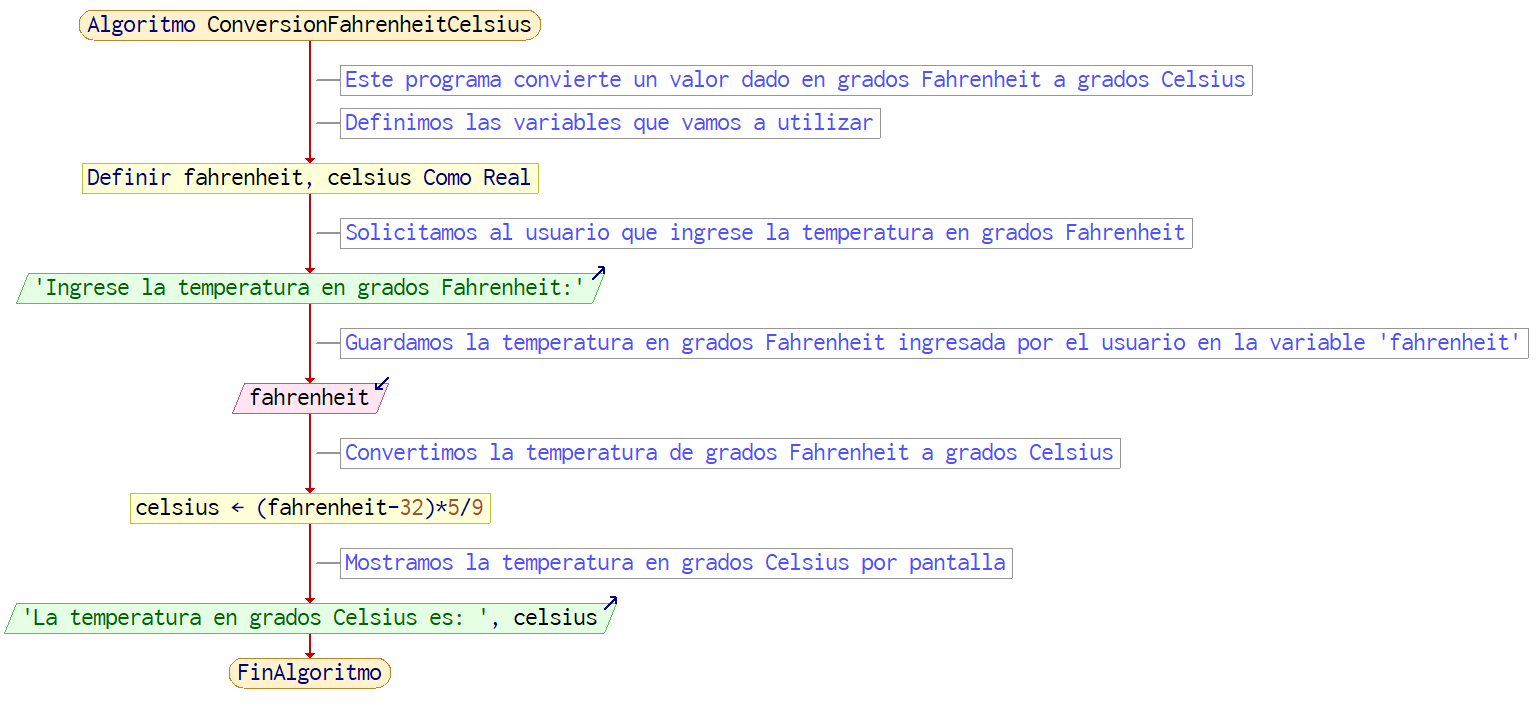 Algoritmo ConversionFahrenheitCelsius
Este programa convierte un valor dado en grados Fahrenheit a grados Celsius
Definimos las variables que vamos a utilizar
Definir fahrenheit, celsius Como Real
Solicitamos al usuario que ingrese la temperatura en grados Fahrenheit
'Ingrese la temperatura en grados Fahrenheit:'
Guardamos la temperatura en grados Fahrenheit ingresada por el usuario en la variable 'fahrenheit'
fahrenheit
Convertimos la temperatura de grados Fahrenheit a grados Celsius
celsius ← (fahrenheit-32)*5/9
Mostramos la temperatura en grados Celsius por pantalla
'La temperatura en grados Celsius es: ', celsius
FinAlgoritmo